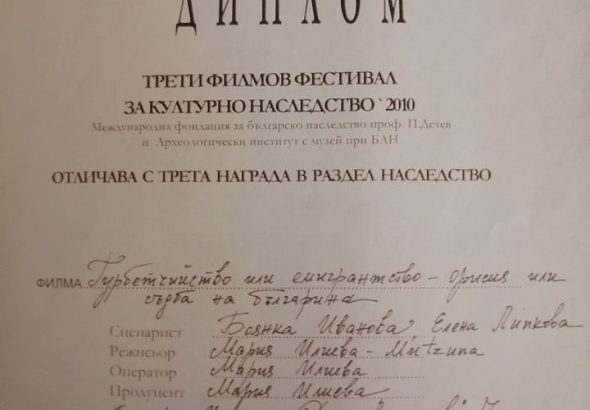 ДИПЛОМ
ТРЕТИ ФИЛМОВ ФЕСТИВАЛ
ЗА КУЛТУРНО НАСЛЕДСТВО`2010
Международна фондация за българско наследство проф. П.Детев
и Археологически институт с музей при БАН
ОТЛИЧАВА С ТРЕТА НАГРАДА В РАЗДЕЛ НАСЛЕДСТВО
ФИЛМА Гурбетчийство или емигрантство - орисия или
съдба на българина
Сценарист Боянка Иванова, Елена Липкова
Режисьор Мария Илиева -
Оператор Мария Илиева
Продуцент Мария Илиева